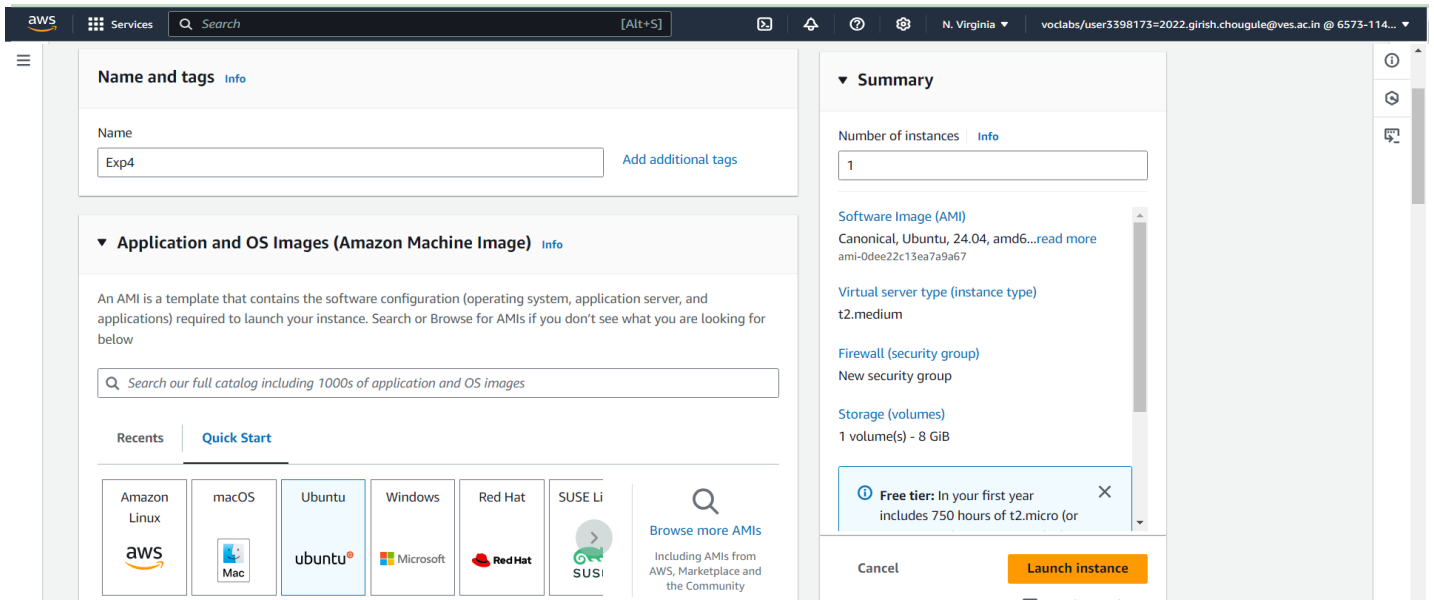 aws
Services
Search
[Alt+S]
N. Virginia
voclabs/user3398173=2022.girish.chougule@ves.ac.in @ 6573-114...
Name and tags Info
Name
Exp4
Add additional tags
Application and OS Images (Amazon Machine Image) Info
An AMI is a template that contains the software configuration (operating system, application server, and
applications) required to launch your instance. Search or Browse for AMIs if you don't see what you are looking for
below
Search our full catalog including 1000s of application and OS images
Recents
Quick Start
Amazon
Linux
aws
macOS
Mac
Ubuntu
ubuntu®
Windows
Microsoft
Red Hat
Red Hat
SUSE Li
SUS
Browse more AMIs
Including AMIs from
AWS, Marketplace and
the Community
Summary
Number of instances Info
1
Software Image (AMI)
Canonical, Ubuntu, 24.04, amd6...read more
ami-0dee22c13ea7a9a67
Virtual server type (instance type)
t2.medium
Firewall (security group)
New security group
Storage (volumes)
1 volume(s) - 8 GiB
Free tier: In your first year
includes 750 hours of t2.micro (or
Cancel
Launch instance